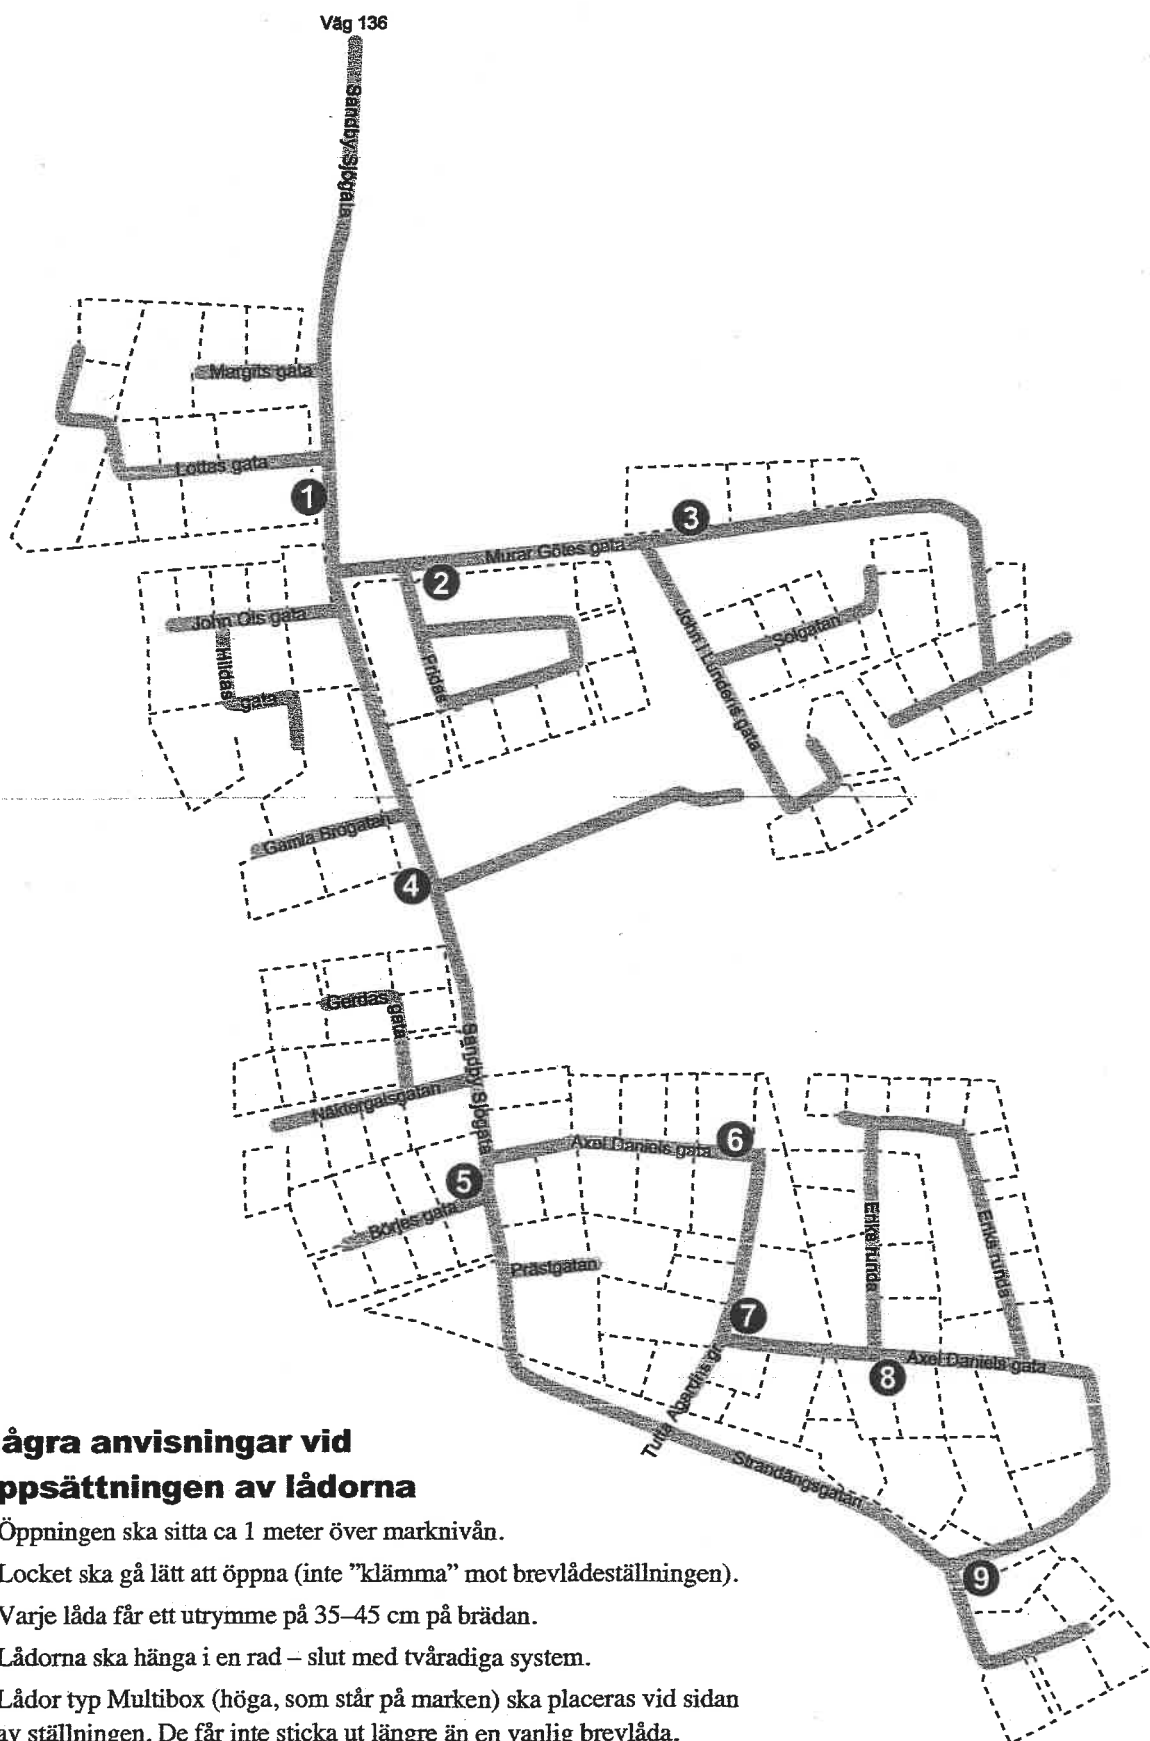 Väg 136
Sandby Sjögata
Margits gata
Lottas gata
1
3
Murar Götes gata
2
John Ols gata
Hildas gata
Fridas
John i Lundens gata
Solgatan
Gamla Brogatan
4
Gerdas gata
Sandby Sjögata
Näktergalsgatan
Axel Daniels gata
6
5
Börjes gata
Eriks runda
Eriks runda
Prästgatan
7
Axel Daniels gata
8
Strandängsgatan
9
ågra anvisningar vid
ppsättningen av lådorna
Öppningen ska sitta ca 1 meter över marknivån.
Locket ska gå lätt att öppna (inte ”klämma” mot brevlådeställningen).
Varje låda får ett utrymme på 35–45 cm på brädan.
Lådorna ska hänga i en rad – slut med tvåradiga system.
Lådor typ Multibox (höga, som står på marken) ska placeras vid sidan
av ställningen. De får inte sticka ut längre än en vanlig brevlåda.